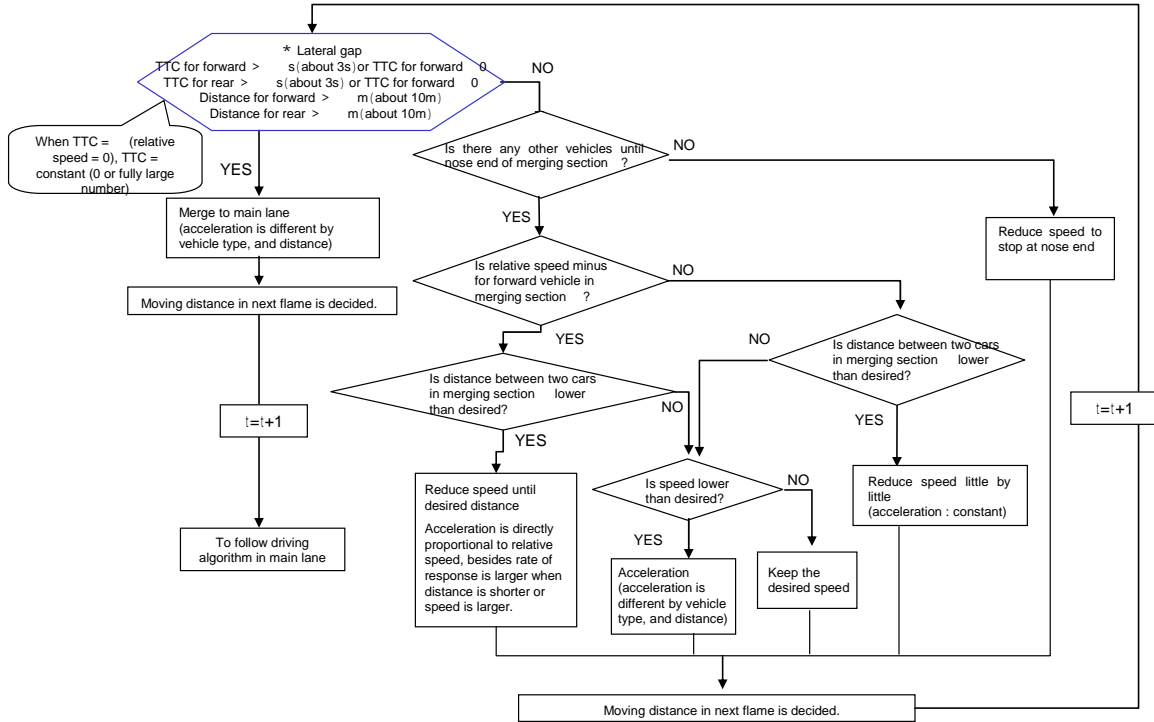 * Lateral gap
TTC for forward > s(about 3s) or TTC for forward 0
TTC for rear > s(about 3s) or TTC for forward 0
Distance for forward > m(about 10m)
Distance for rear > m(about 10m)
NO
When TTC = (relative
speed = 0), TTC =
constant (0 or fully large
number)
YES
Is there any other vehicles until
nose end of merging section ?
NO
YES
Merge to main lane
(acceleration is different by
vehicle type, and distance)
Reduce speed to
stop at nose end
Is relative speed minus
for forward vehicle in
merging section ?
NO
Moving distance in next flame is decided.
YES
NO
Is distance between two cars
in merging section lower
than desired?
Is distance between two cars
in merging section lower
than desired?
NO
YES
YES
t=t+1
t=t+1
Is speed lower
than desired?
NO
YES
Reduce speed until
desired distance
Acceleration is directly
proportional to relative
speed, besides rate of
response is larger when
distance is shorter or
speed is larger.
Reduce speed little by
little
(acceleration : constant)
To follow driving
algorithm in main lane
Acceleration
(acceleration is
different by vehicle
type, and distance)
Keep the
desired speed
Moving distance in next flame is decided.